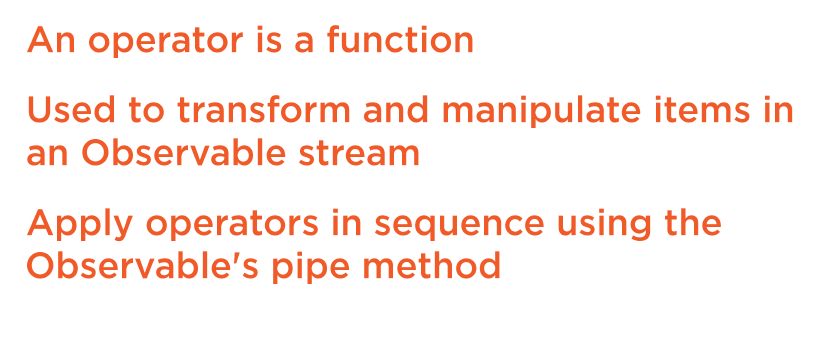 An operator is a function
Used to transform and manipulate items in
an Observable stream
Apply operators in sequence using the
Observable's pipe method